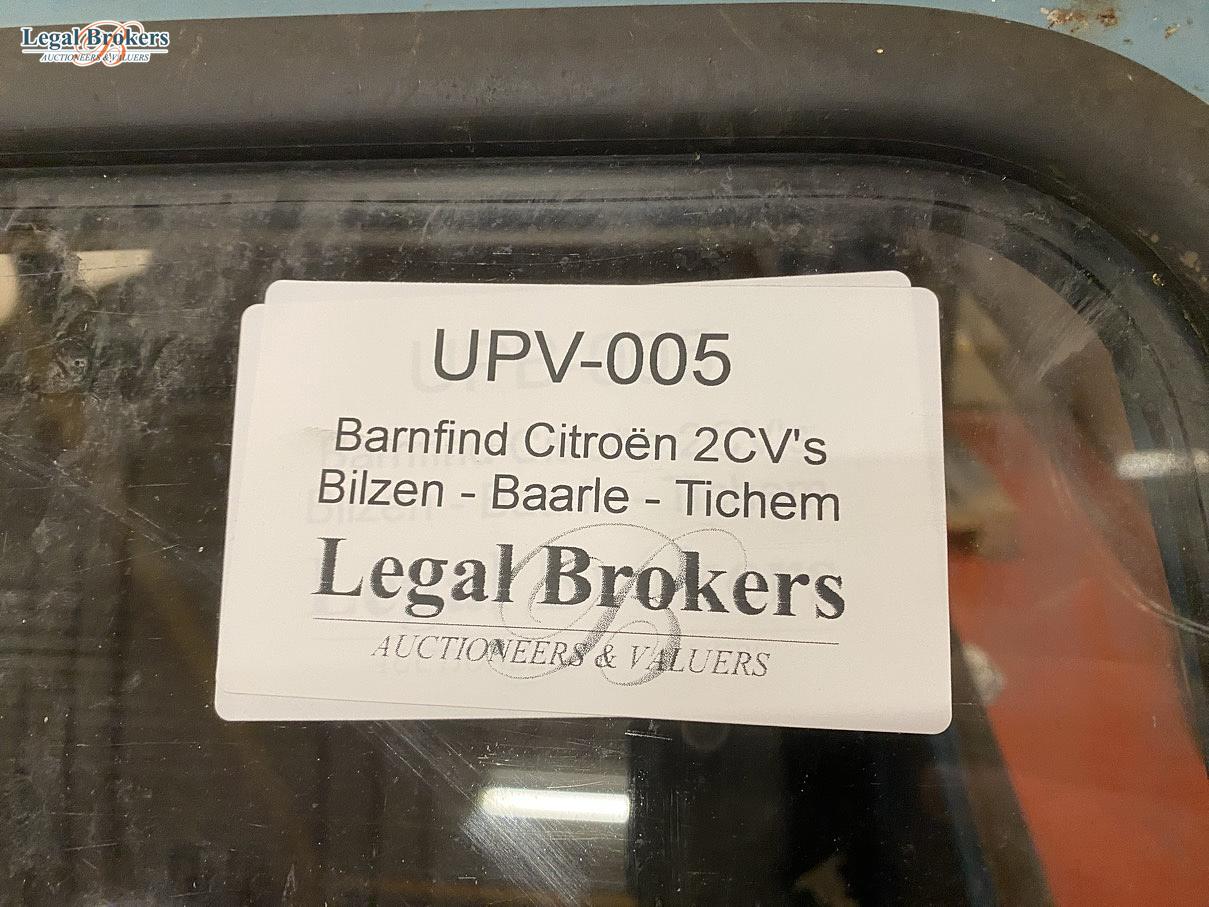 Legal Brokers
AUCTIONEERS & VALUERS
UPV-005
Barnfind Citroën 2CV's
Bilzen - Baarle - Tichem
Legal Brokers
AUCTIONEERS & VALUERS